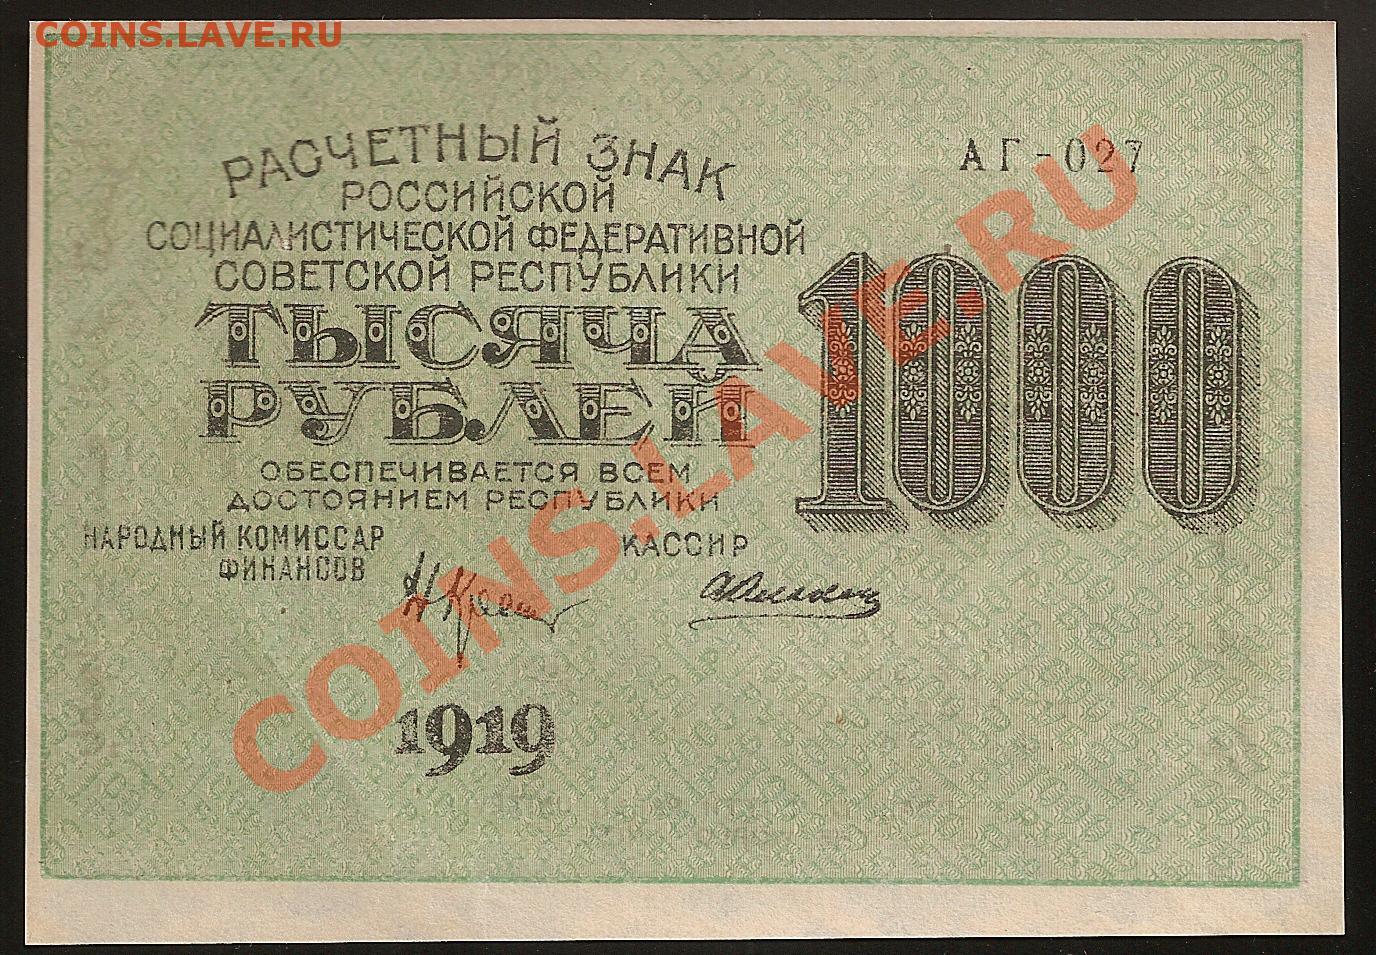 COINS.LAVE.RU
РАСЧЕТНЫЙ ЗНАК
РОССИЙСКОЙ
СОЦИАЛИСТИЧЕСКОЙ ФЕДЕРАТИВНОЙ
СОВЕТСКОЙ РЕСПУБЛИКИ
ТЫСЯЧА
РУБЛЕЙ
ОБЕСПЕЧИВАЕТСЯ ВСЕМ
ДОСТОЯНИЕМ РЕСПУБЛИКИ
НАРОДНЫЙ КОМИССАР
ФИНАНСОВ
КАССИР
1919
АГ-027
1000
COINS.LAVE.RU